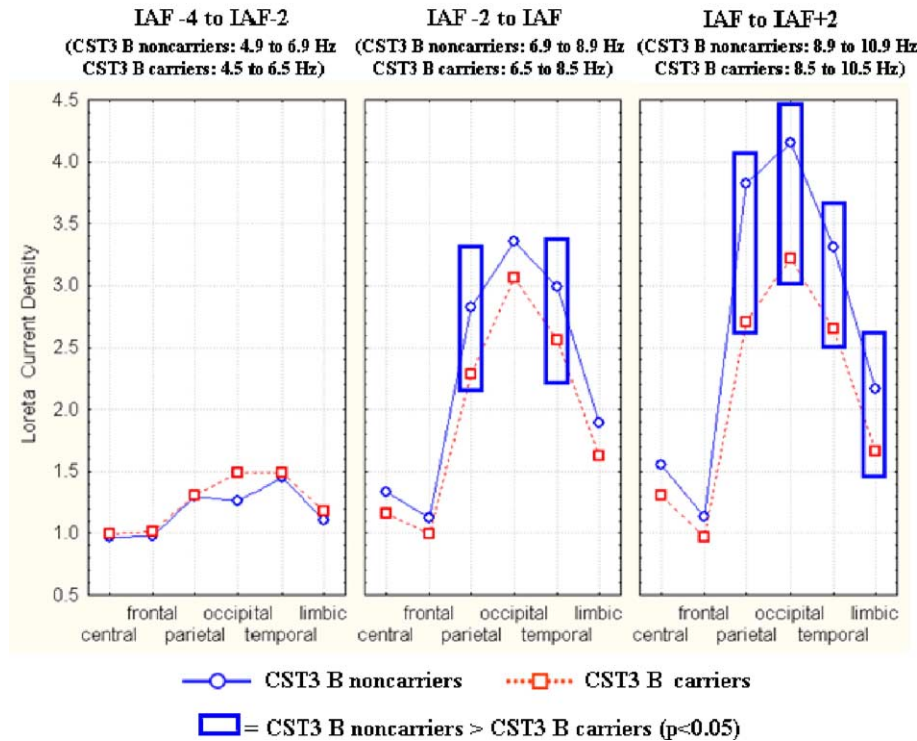 IAF -4 to IAF-2
(CST3 B noncarriers: 4.9 to 6.9 Hz
CST3 B carriers: 4.5 to 6.5 Hz)
IAF -2 to IAF
(CST3 B noncarriers: 6.9 to 8.9 Hz
CST3 B carriers: 6.5 to 8.5 Hz)
IAF to IAF+2
(CST3 B noncarriers: 8.9 to 10.9 Hz
CST3 B carriers: 8.5 to 10.5 Hz)
Loreta Current Density
4.5
4.0
3.5
3.0
2.5
2.0
1.5
1.0
0.5
frontal occipital limbic
central parietal temporal
frontal occipital limbic
central parietal temporal
frontal occipital limbic
central parietal temporal
CST3 B noncarriers
CST3 B carriers
= CST3 B noncarriers > CST3 B carriers (p<0.05)